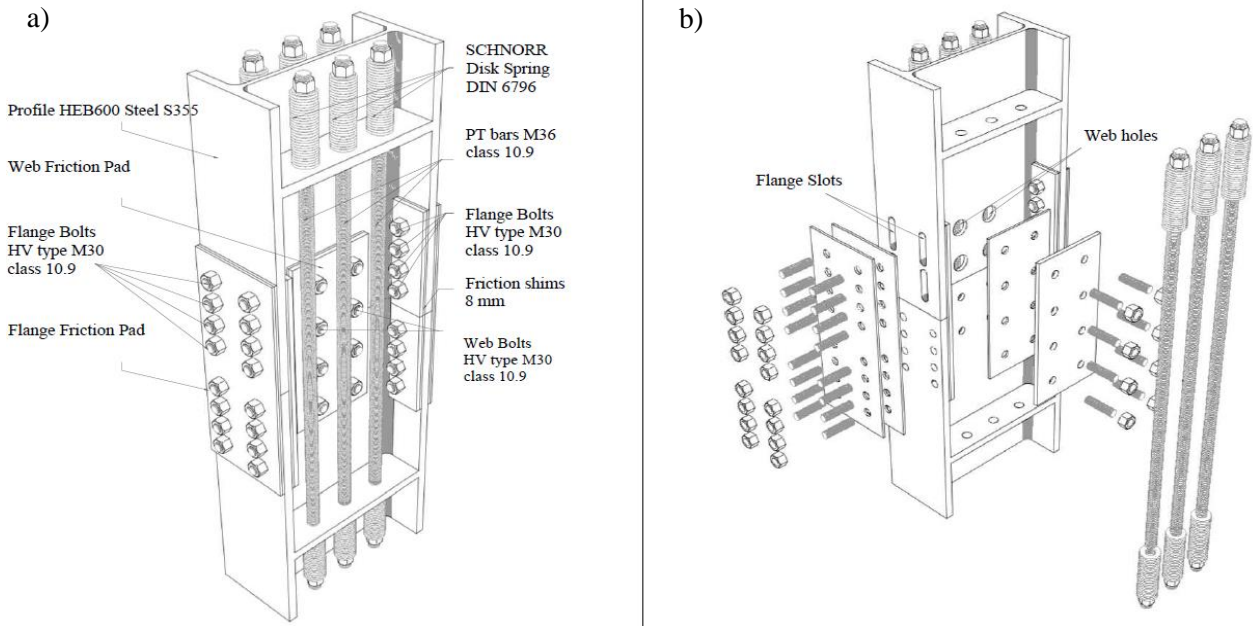 a)
SCHNORR
Disk Spring
DIN 6796
Profile HEB600 Steel S355
PT bars M36
class 10.9
Web Friction Pad
Flange Bolts
HV type M30
class 10.9
Flange Bolts
HV type M30
class 10.9
Friction shims
8 mm
Flange Friction Pad
Web Bolts
HV type M30
class 10.9
b)
Web holes
Flange Slots